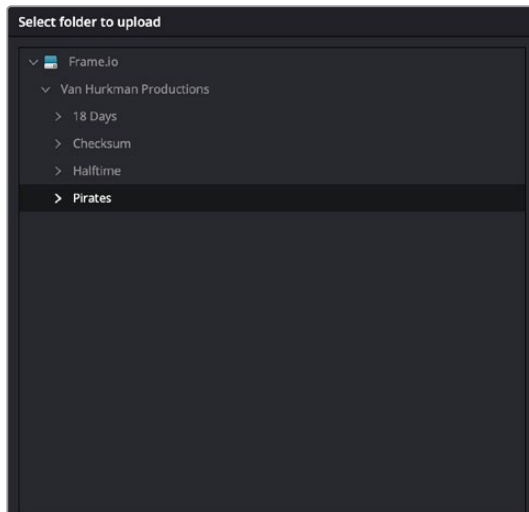 Select folder to upload
Frame.io
Van Hurkman Productions
18 Days
Checksum
Halftime
Pirates